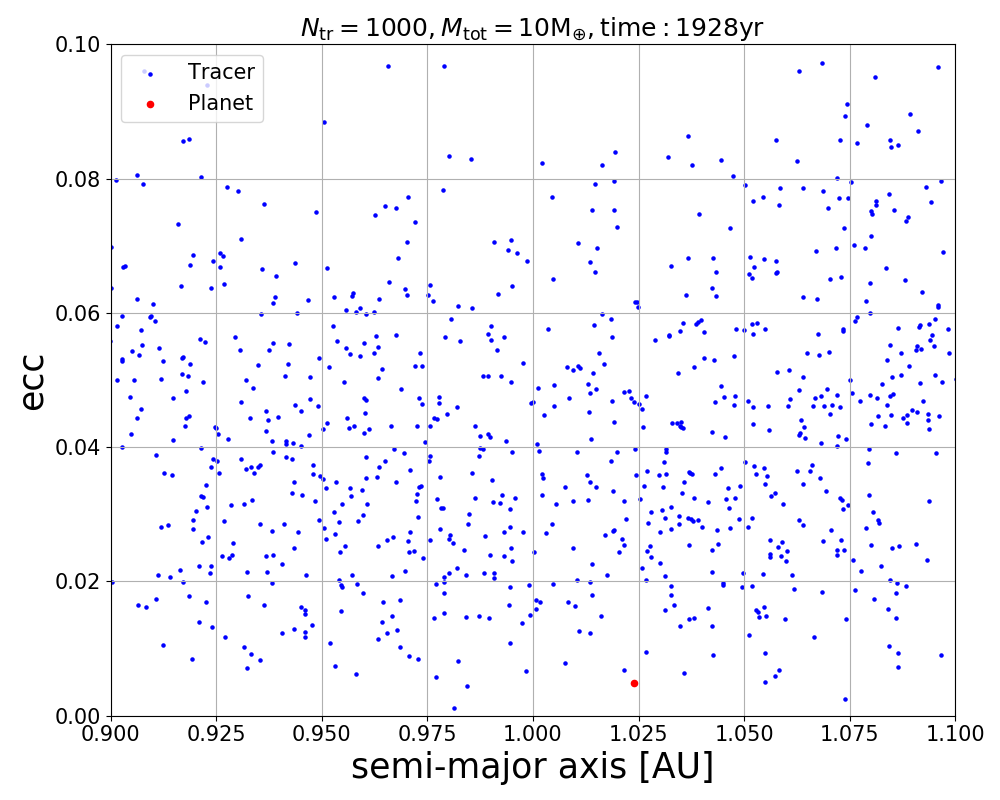 N_tr = 1000, M_tot = 10M_⊕, time : 1928yr
Tracer
Planet
ecc
0.10
0.08
0.06
0.04
0.02
0.00
0.900 0.925 0.950 0.975 1.000 1.025 1.050 1.075 1.100
semi-major axis [AU]